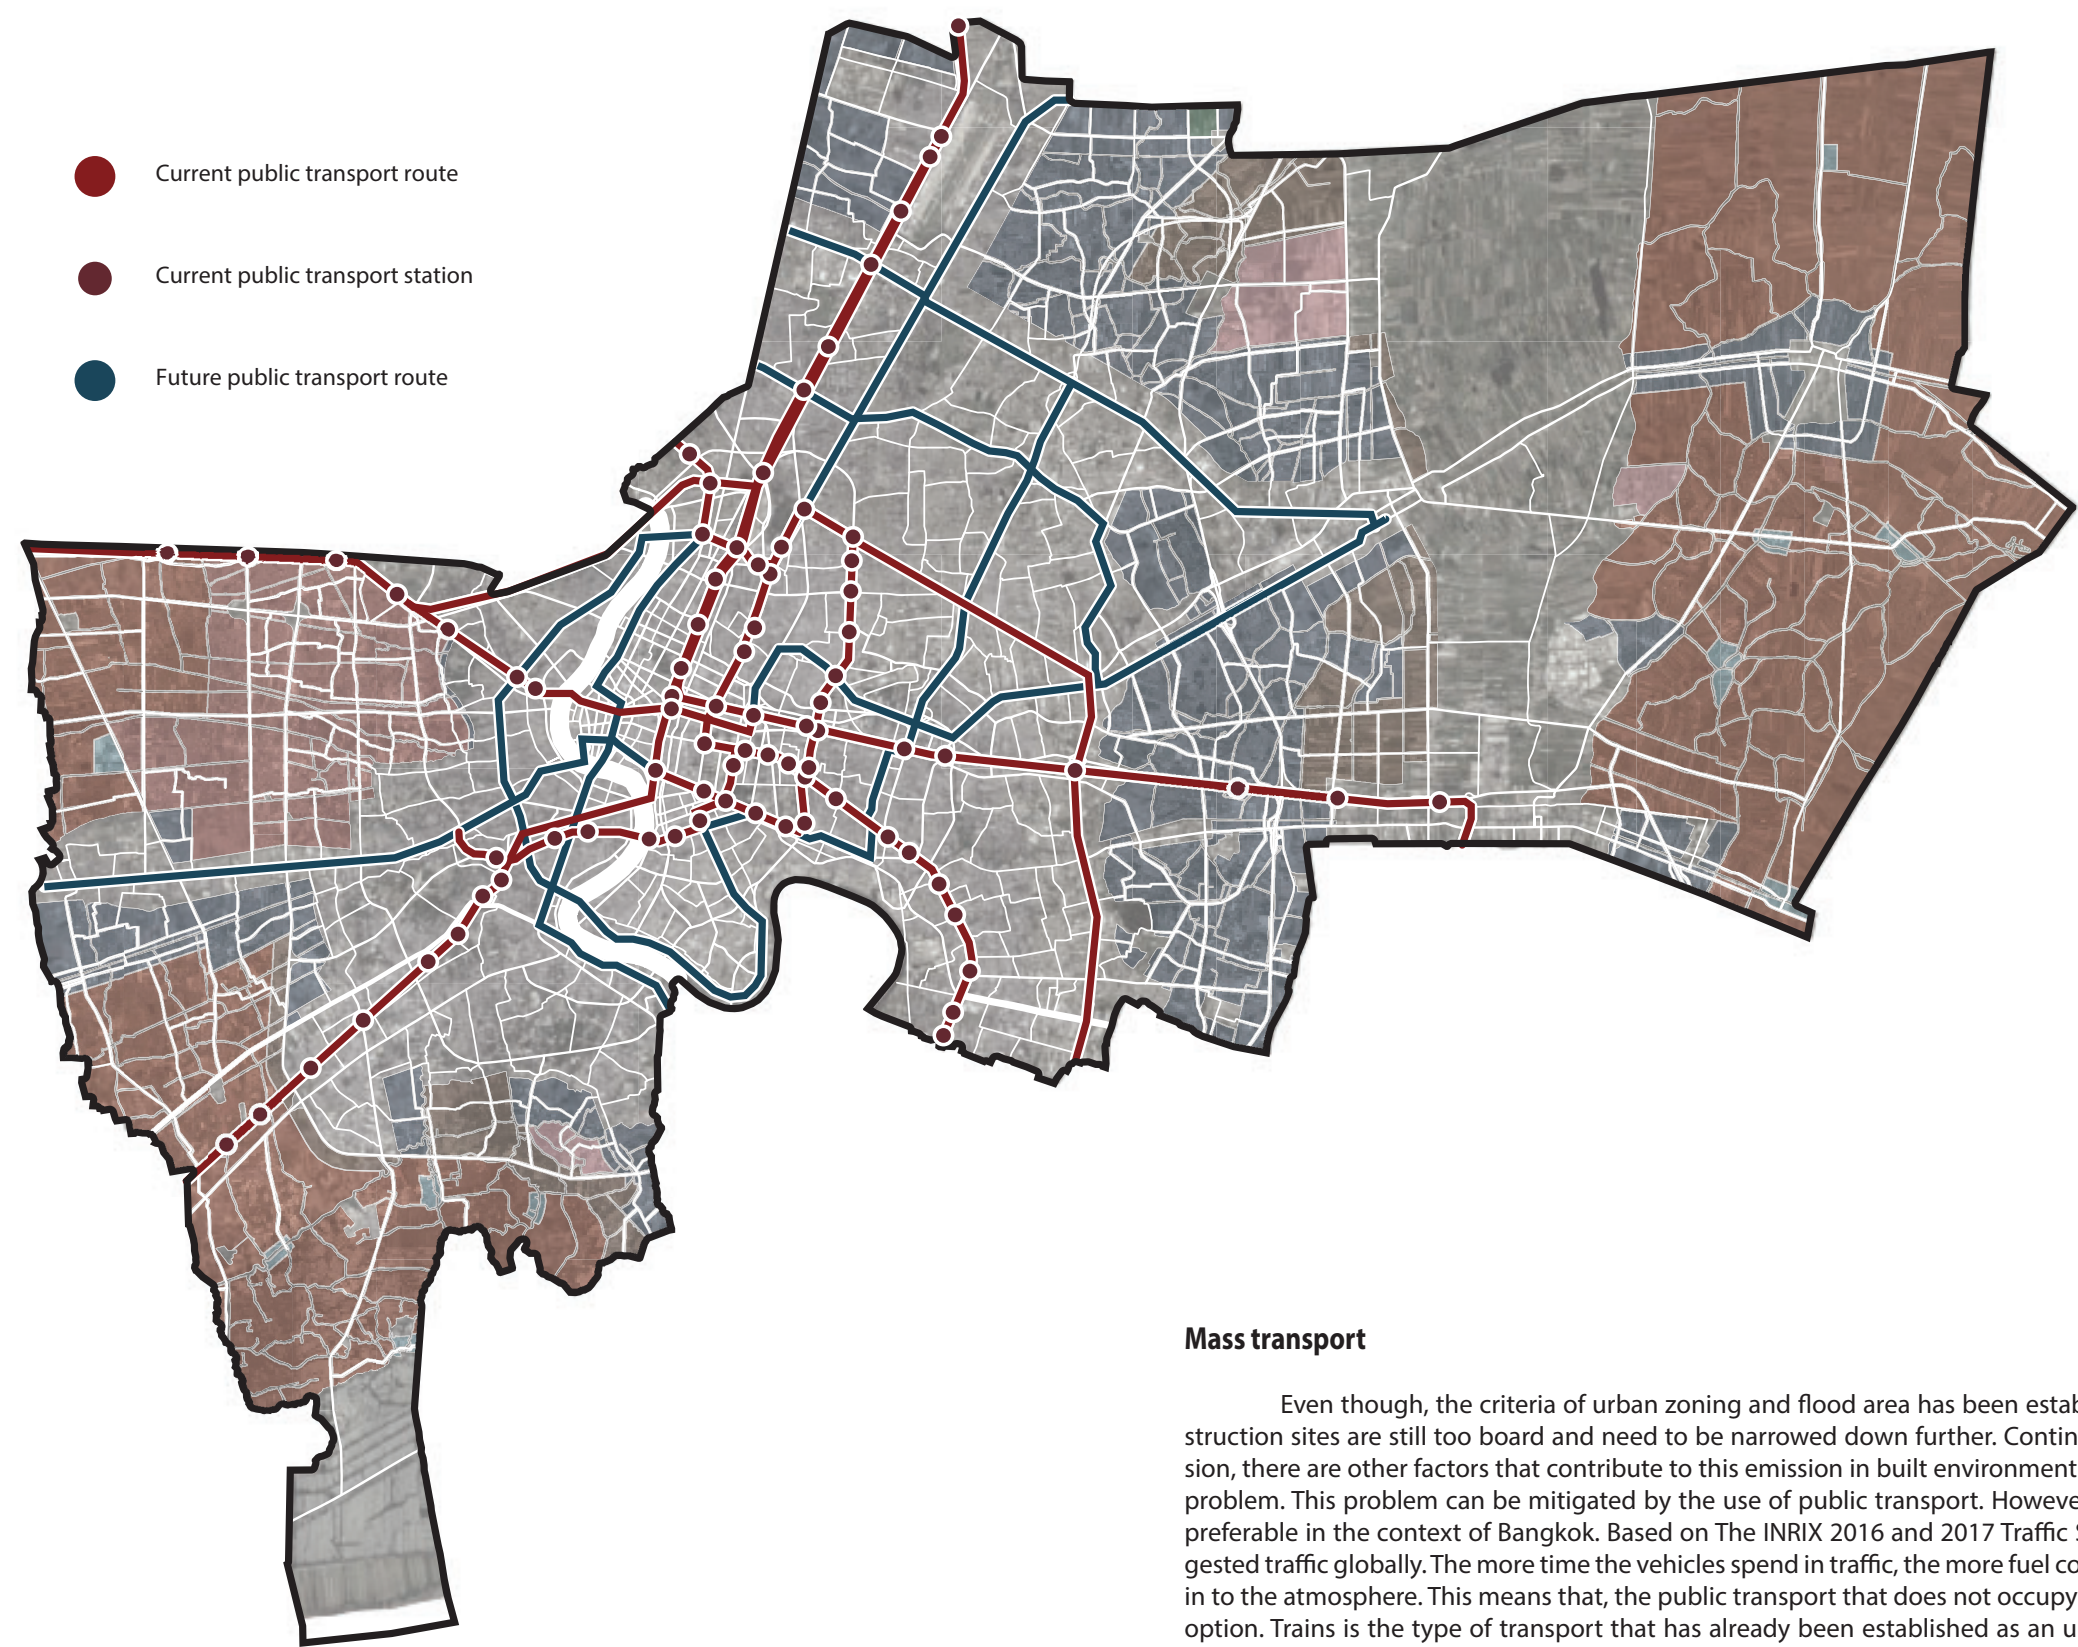 Current public transport route
Current public transport station
Future public transport route
Mass transport
Even though, the criteria of urban zoning and flood area has been estab
struction sites are still too board and need to be narrowed down further. Contin
sion, there are other factors that contribute to this emission in built environment
problem. This problem can be mitigated by the use of public transport. Howeve
preferable in the context of Bangkok. Based on The INRIX 2016 and 2017 Traffic S
gested traffic globally. The more time the vehicles spend in traffic, the more fuel co
in to the atmosphere. This means that, the public transport that does not occupy
option. Trains is the type of transport that has already been established as an u